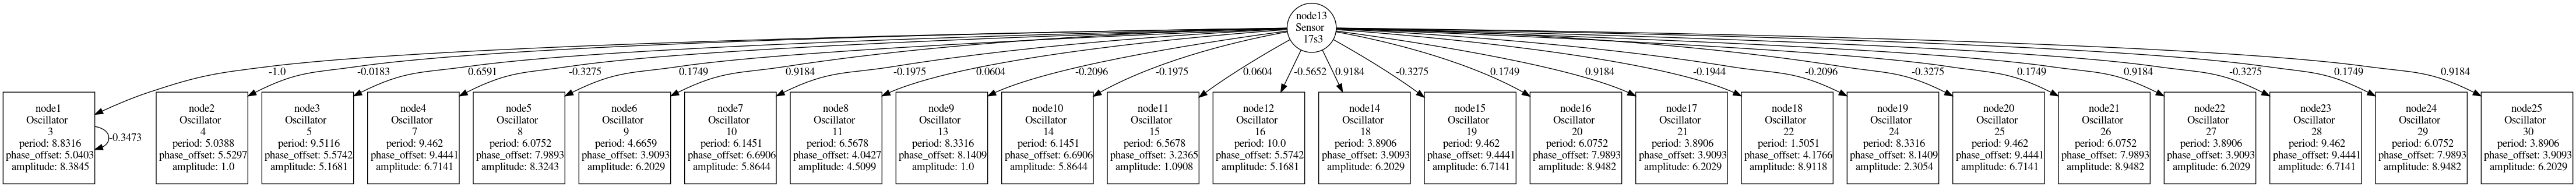 node13
Sensor
17s3
-1.0
-0.0183
0.6591
-0.3275
0.1749
0.9184
-0.1975
0.0604
-0.2096
-0.1975
0.0604
-0.5652
0.9184
-0.3275
0.1749
0.9184
-0.1944
-0.2096
-0.3275
0.1749
0.9184
-0.3275
0.1749
0.9184
node1
Oscillator
3
period: 8.8316
phase_offset: 5.0403
amplitude: 8.3845
-0.3473
node2
Oscillator
4
period: 5.0388
phase_offset: 5.5297
amplitude: 1.0
node3
Oscillator
5
period: 9.5116
phase_offset: 5.5742
amplitude: 5.1681
node4
Oscillator
7
period: 9.462
phase_offset: 9.4441
amplitude: 6.7141
node5
Oscillator
8
period: 6.0752
phase_offset: 7.9893
amplitude: 8.3243
node6
Oscillator
9
period: 4.6659
phase_offset: 3.9093
amplitude: 6.2029
node7
Oscillator
10
period: 6.1451
phase_offset: 6.6906
amplitude: 5.8644
node8
Oscillator
11
period: 6.5678
phase_offset: 4.0427
amplitude: 4.5099
node9
Oscillator
13
period: 8.3316
phase_offset: 8.1409
amplitude: 1.0
node10
Oscillator
14
period: 6.1451
phase_offset: 6.6906
amplitude: 5.8644
node11
Oscillator
15
period: 6.5678
phase_offset: 3.2365
amplitude: 1.0908
node12
Oscillator
16
period: 10.0
phase_offset: 5.5742
amplitude: 5.1681
node14
Oscillator
18
period: 3.8906
phase_offset: 3.9093
amplitude: 6.2029
node15
Oscillator
19
period: 9.462
phase_offset: 9.4441
amplitude: 6.7141
node16
Oscillator
20
period: 6.0752
phase_offset: 7.9893
amplitude: 8.9482
node17
Oscillator
21
period: 3.8906
phase_offset: 3.9093
amplitude: 6.2029
node18
Oscillator
22
period: 1.5051
phase_offset: 4.1766
amplitude: 8.9118
node19
Oscillator
24
period: 8.3316
phase_offset: 8.1409
amplitude: 2.3054
node20
Oscillator
25
period: 9.462
phase_offset: 9.4441
amplitude: 6.7141
node21
Oscillator
26
period: 6.0752
phase_offset: 7.9893
amplitude: 8.9482
node22
Oscillator
27
period: 3.8906
phase_offset: 3.9093
amplitude: 6.2029
node23
Oscillator
28
period: 9.462
phase_offset: 9.4441
amplitude: 6.7141
node24
Oscillator
29
period: 6.0752
phase_offset: 7.9893
amplitude: 8.9482
node25
Oscillator
30
period: 3.8906
phase_offset: 3.9093
amplitude: 6.2029